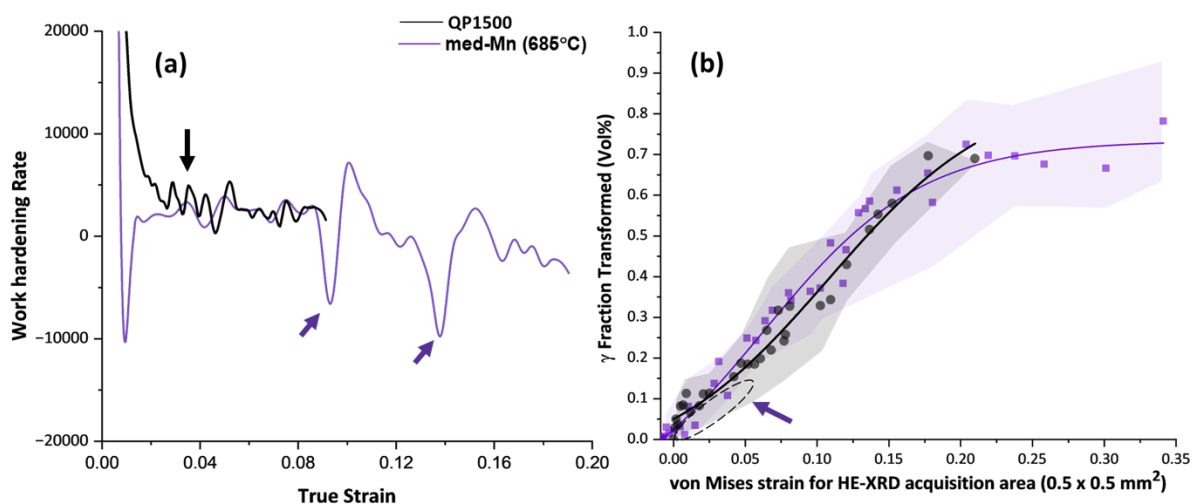 QP1500
med-Mn (685°C)
(a)
20000
10000
0
−10000
−20000
Work hardening Rate
0.00 0.04 0.08 0.12 0.16 0.20
True Strain
(b)
1.0
0.9
0.8
0.7
0.6
0.5
0.4
0.3
0.2
0.1
0.0
γ Fraction Transformed (Vol%)
0.00 0.05 0.10 0.15 0.20 0.25 0.30 0.35
von Mises strain for HE-XRD acquisition area (0.5 x 0.5 mm²)